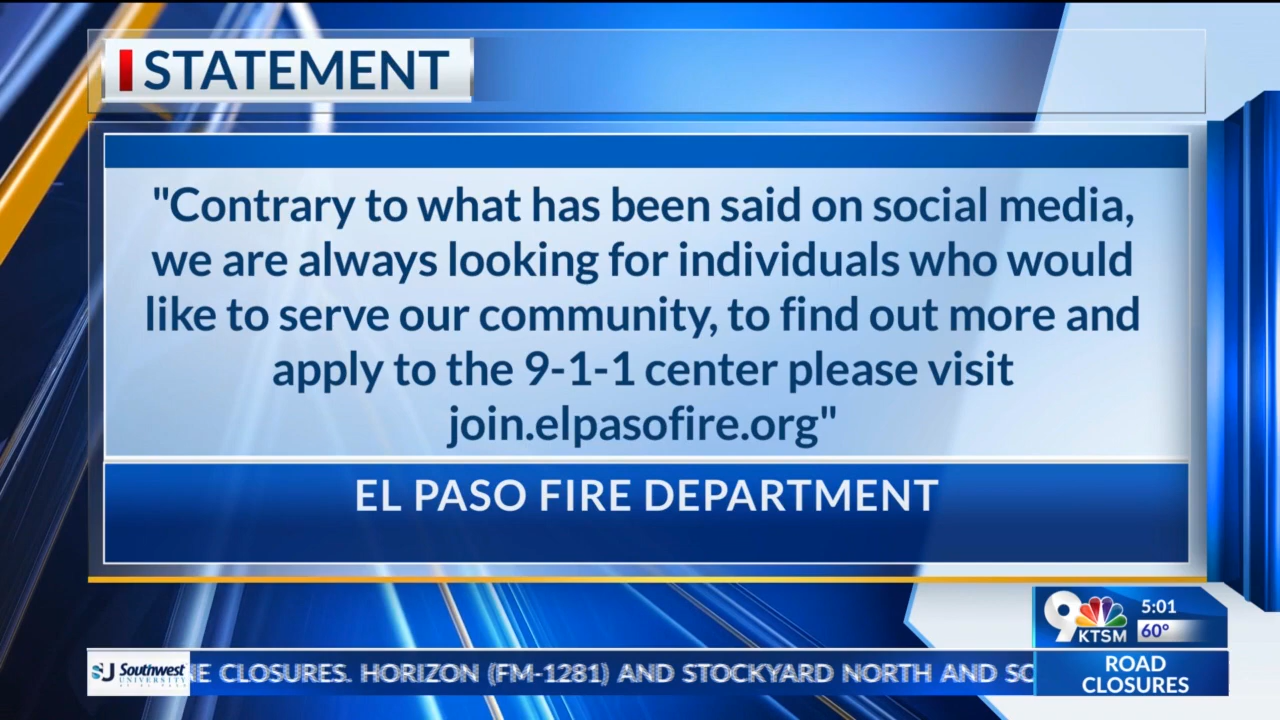 STATEMENT
"Contrary to what has been said on social media,
we are always looking for individuals who would
like to serve our community, to find out more and
apply to the 9-1-1 center please visit
join.elpasofire.org"
EL PASO FIRE DEPARTMENT
9 KTSM
5:01
60°
SU Southwest
UNIVERSITY
CLOSURES. HORIZON (FM-1281) AND STOCKYARD NORTH AND
ROAD
CLOSURES